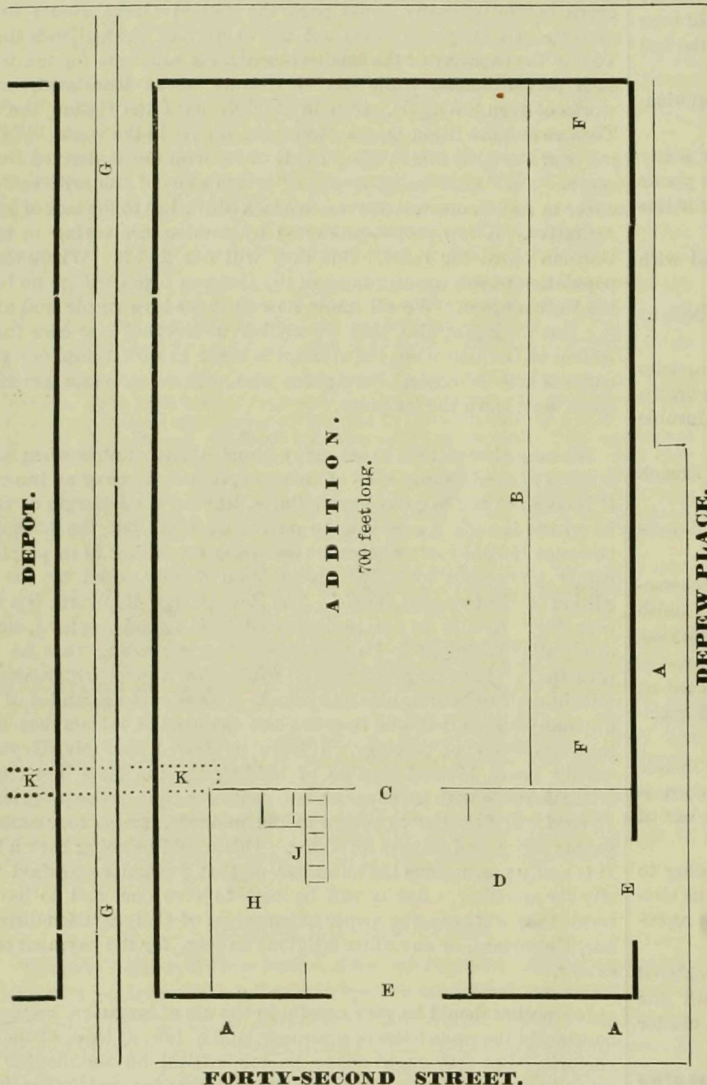 F
G
DEPOT.
ADDITION.
700 feet long.
B
DEPEW PLACE.
A
F
K
K
C
J
H
D
E
G
E
A
A
FORTY-SECOND STREET.